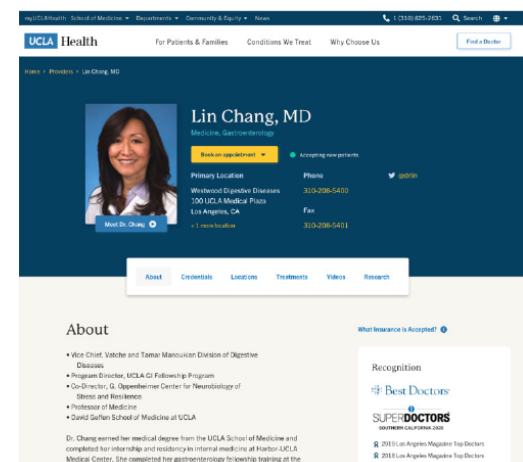 myUCLAHealth School of Medicine Departments Community & Equity News 1 (310) 825-2631 Search
UCLA Health For Patients & Families Conditions We Treat Why Choose Us Find a Doctor
Home › Providers › Lin Chang, MD
Lin Chang, MD
Medicine, Gastroenterology
Book an appointment
Accepting new patients
Primary Location
Westwood Digestive Diseases
100 UCLA Medical Plaza
Los Angeles, CA
+ 1 more location
Phone
310-208-5400
Fax
310-208-5401
@drlin
Meet Dr. Chang
About Credentials Locations Treatments Videos Research
About
• Vice Chief, Vatche and Tamar Manoukian Division of Digestive
Diseases
• Program Director, UCLA GI Fellowship Program
• Co-Director, G. Oppenheimer Center for Neurobiology of
Stress and Resilience
• Professor of Medicine
• David Geffen School of Medicine at UCLA
Dr. Chang earned her medical degree from the UCLA School of Medicine and
completed her internship and residency in internal medicine at Harbor-UCLA
Medical Center. She completed her gastroenterology fellowship training at the
What Insurance is Accepted?
Recognition
Best Doctors
SUPERDOCTORS
SOUTHERN CALIFORNIA 2020
2019 Los Angeles Magazine Top Doctors
2018 Los Angeles Magazine Top Doctors